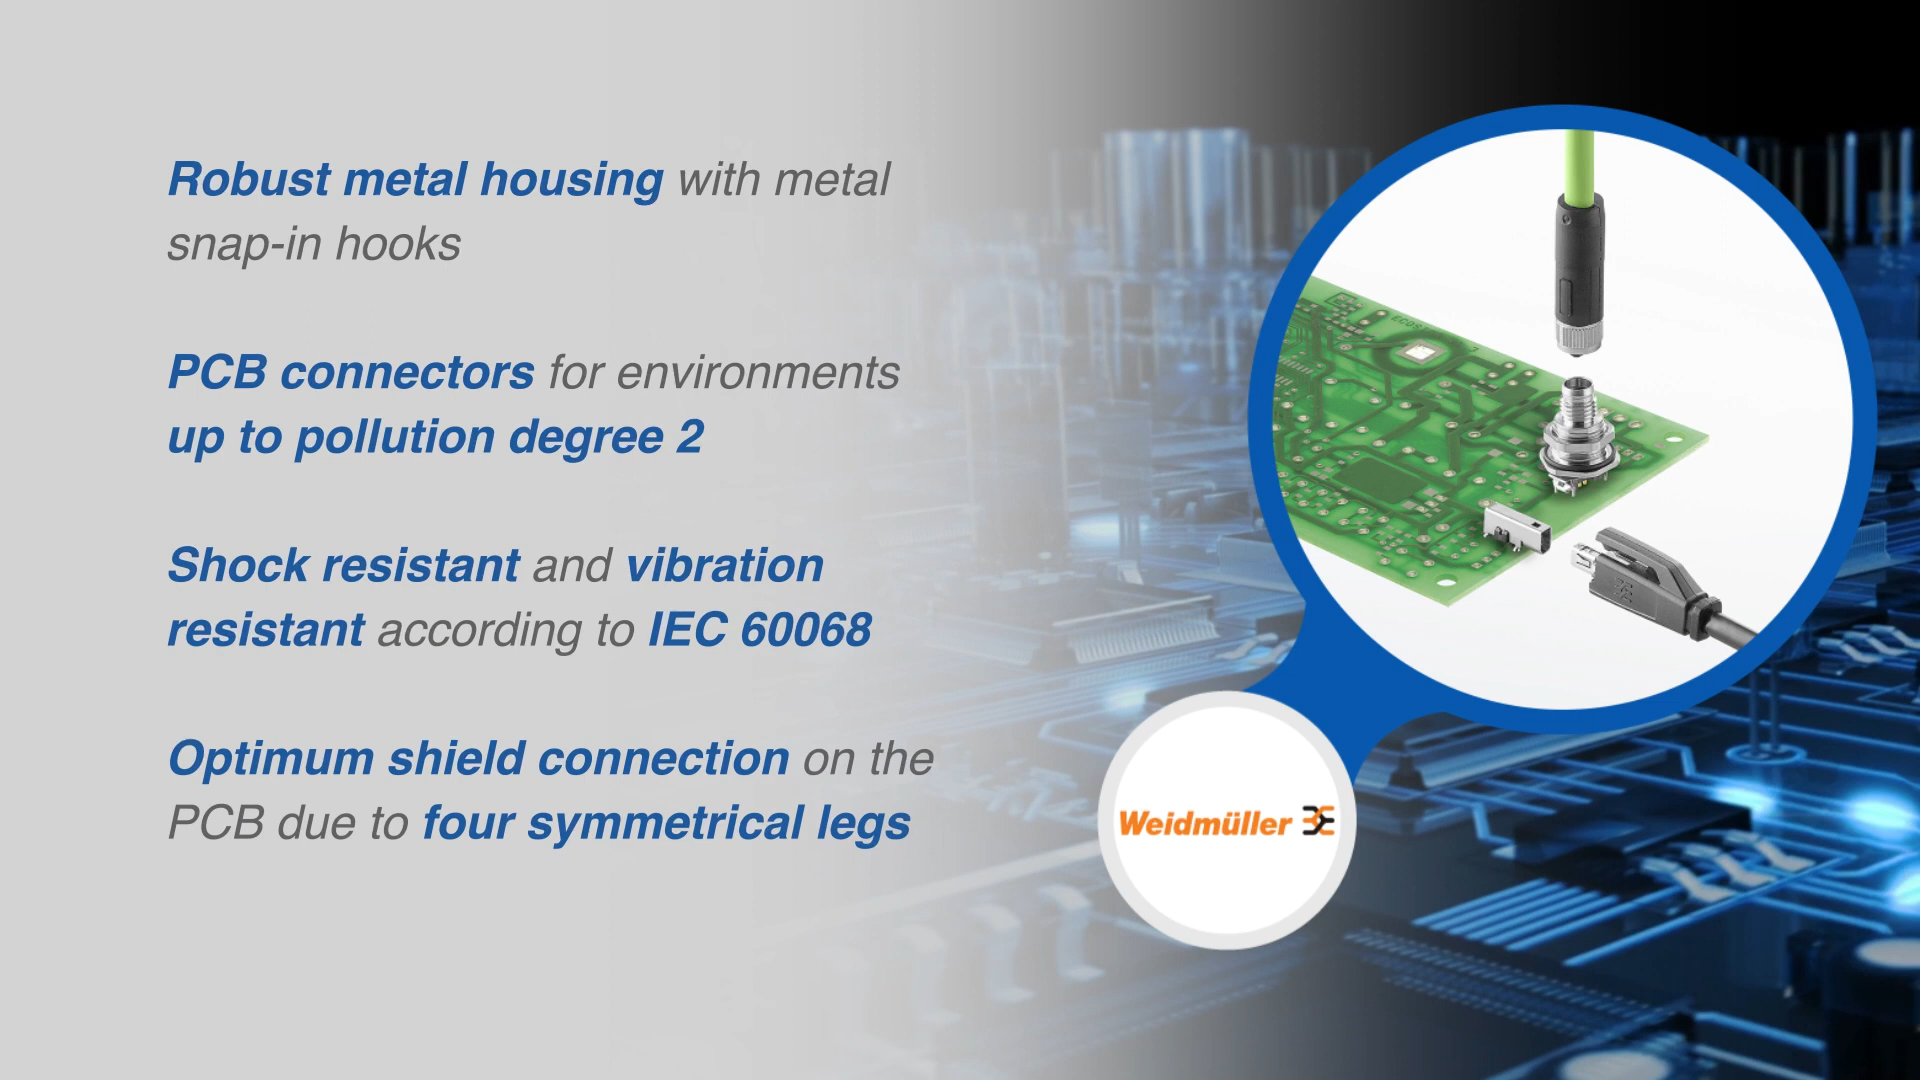 Robust metal housing with metal
snap-in hooks
PCB connectors for environments
up to pollution degree 2
Shock resistant and vibration
resistant according to IEC 60068
Optimum shield connection on the
PCB due to four symmetrical legs
Weidmüller